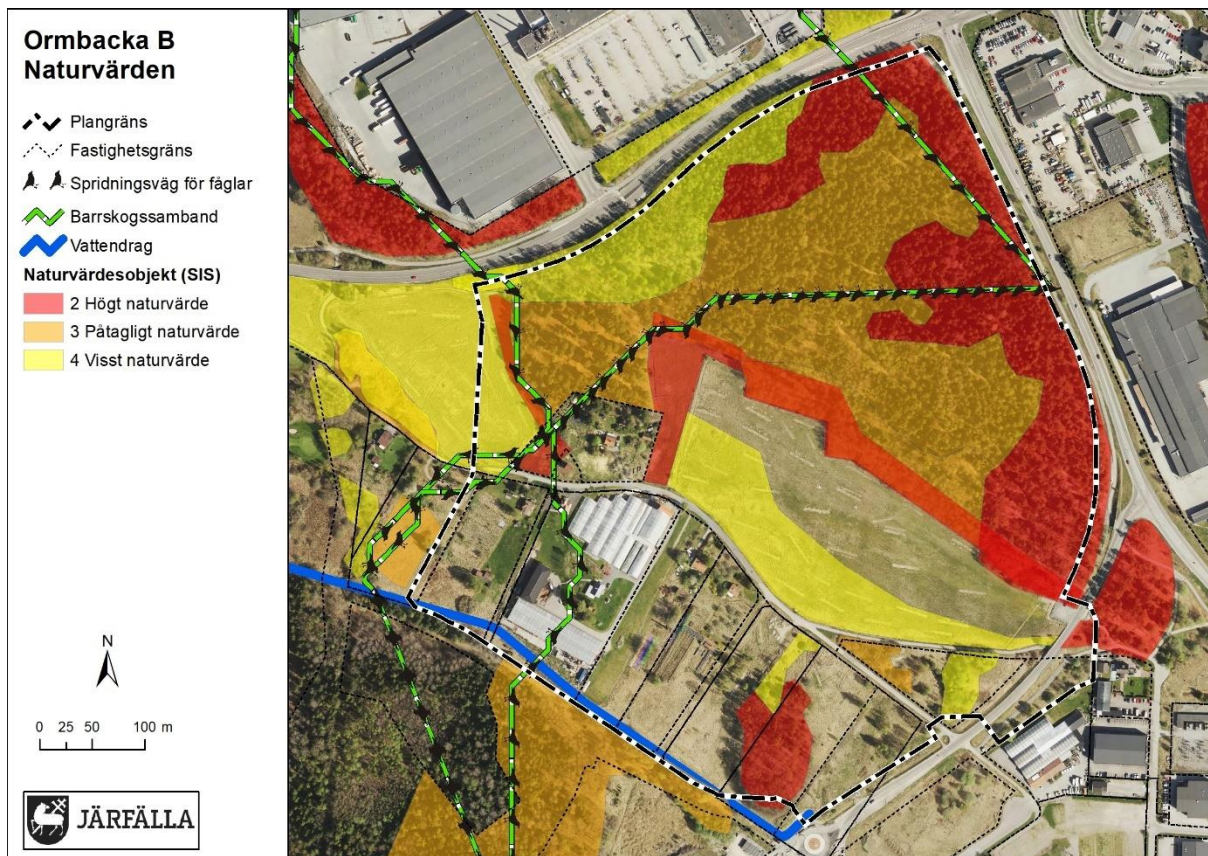 Ormbacka B
Naturvärden
Plangräns
Fastighetsgräns
Spridningsväg för fåglar
Barrskogssamband
Vattendrag
Naturvärdesobjekt (SIS)
2 Högt naturvärde
3 Påtagligt naturvärde
4 Visst naturvärde
N
0 25 50 100 m
JÄRFÄLLA